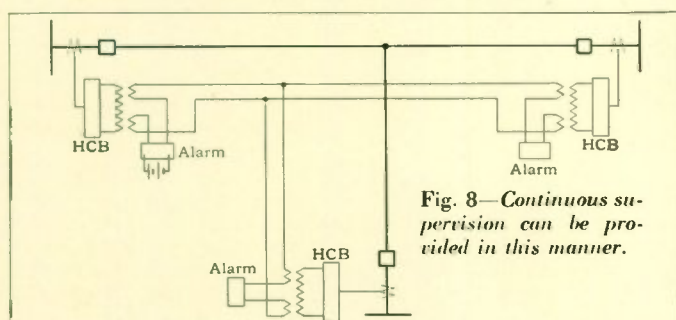 HCB
Alarm
Alarm
HCB
Fig. 8—Continuous su-
pervision can be pro-
vided in this manner.
Alarm
HCB